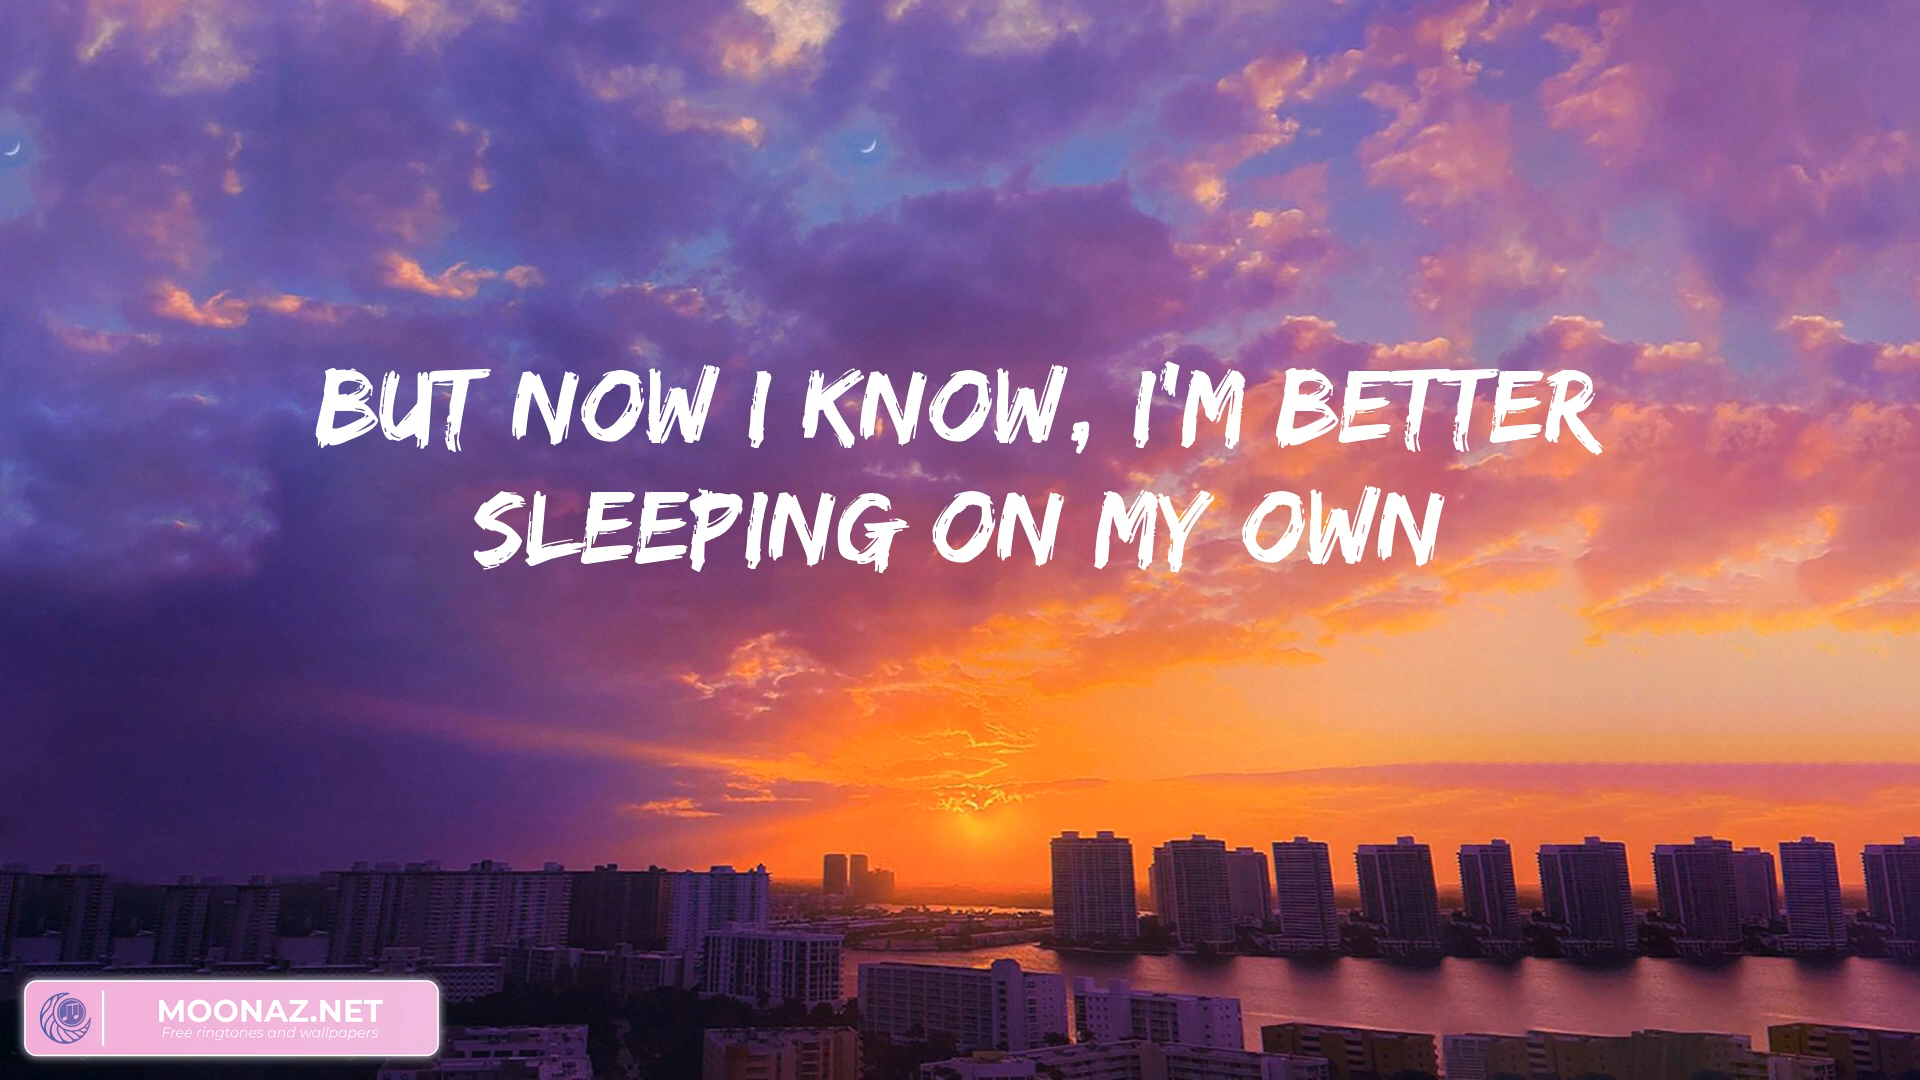 BUT NOW I KNOW, I'M BETTER
SLEEPING ON MY OWN
MOONAZ.NET
Free ringtones and wallpapers